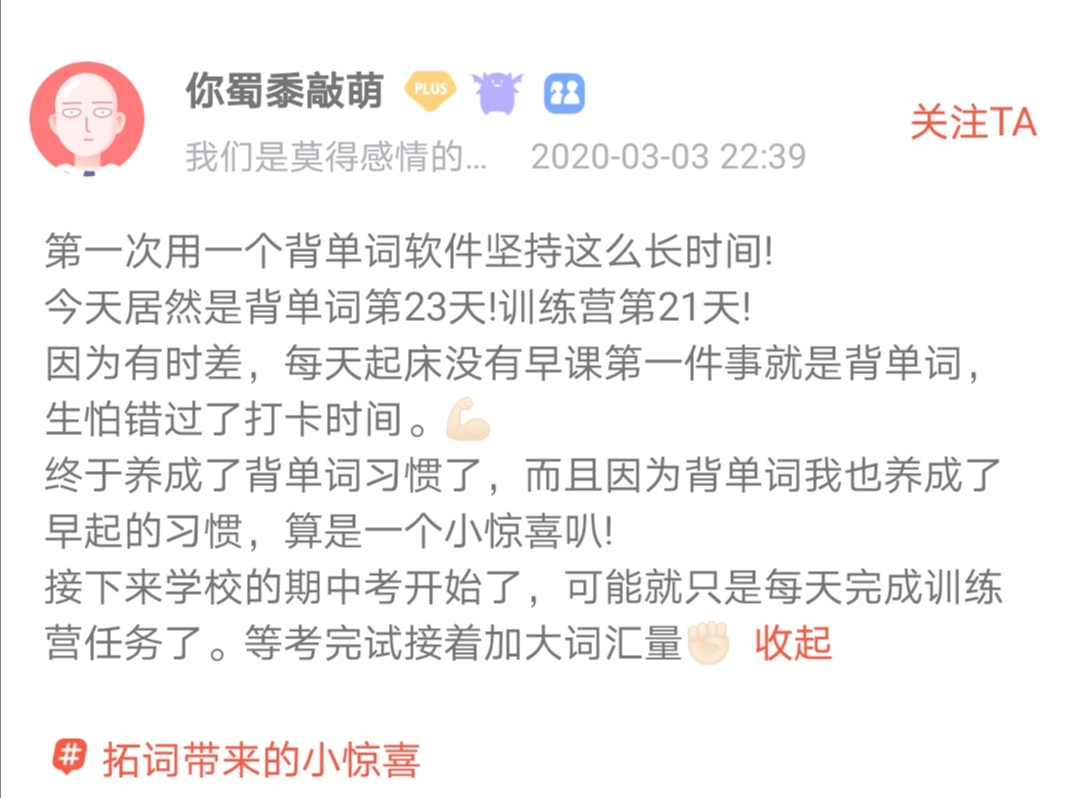 你蜀黍敲萌 PLUS
关注TA
我们是莫得感情的... 2020-03-03 22:39
第一次用一个背单词软件坚持这么长时间!
今天居然是背单词第23天!训练营第21天!
因为有时差，每天起床没有早课第一件事就是背单词，
生怕错过了打卡时间。💪🏻
终于养成了背单词习惯了，而且因为背单词我也养成了
早起的习惯，算是一个小惊喜叭!
接下来学校的期中考开始了，可能就只是每天完成训练
营任务了。等考完试接着加大词汇量✊🏻 收起
# 拓词带来的小惊喜